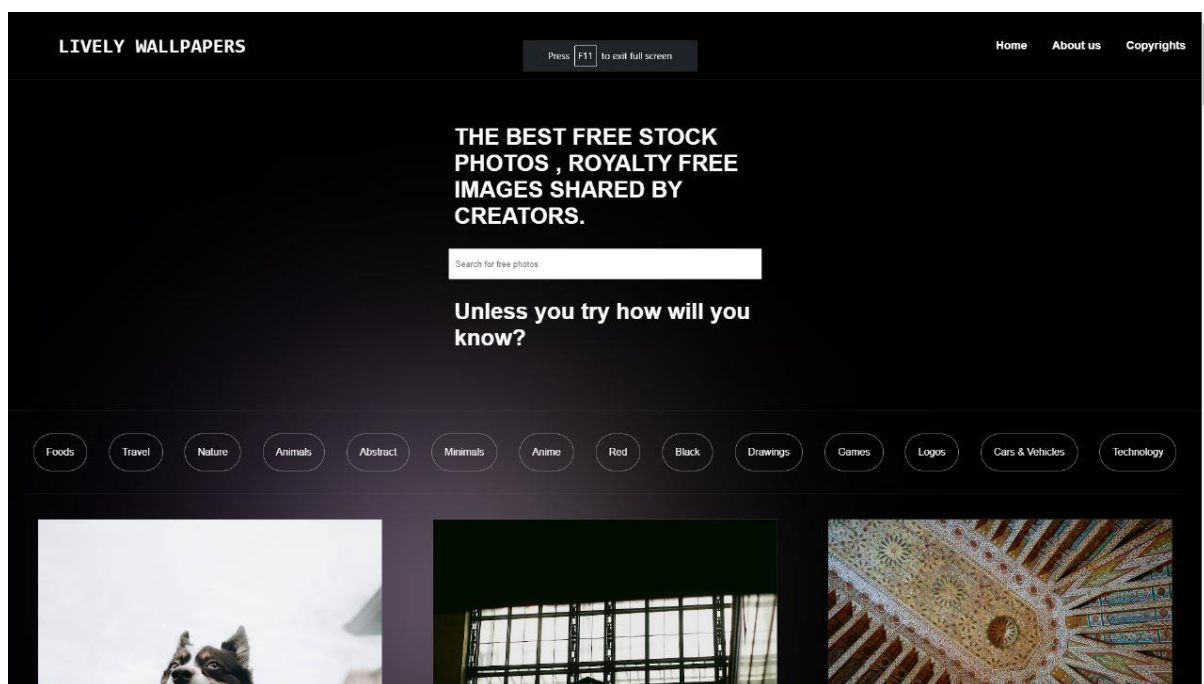 LIVELY WALLPAPERS
Press F11 to exit full screen
Home About us Copyrights
THE BEST FREE STOCK
PHOTOS , ROYALTY FREE
IMAGES SHARED BY
CREATORS.
Search for free photos
Unless you try how will you
know?
Foods Travel Nature Animals Abstract Minimals Anime Red Black Drawings Games Logos Cars & Vehicles Technology